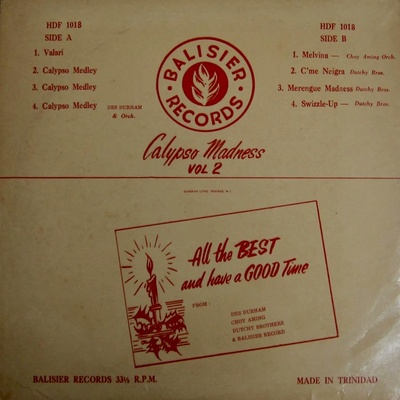 HDF 1018
SIDE A
1. Valari
2. Calypso Medley
3. Calypso Medley
4. Calypso Medley DES DURHAM
& Orch.
· BALISIER ·
RECORDS
HDF 1018
SIDE B
1. Melvina — Choy Aming Orch.
2. C'me Neigra — Dutchy Bros.
3. Merengue Madness Dutchy Bros.
4. Swizzle-Up — Dutchy Bros.
Calypso Madness
VOL 2
All the BEST
and have a GOOD Time
FROM :
DES DURHAM
CHOY AMING
DUTCHY BROTHERS
& BALISIER RECORD
BALISIER RECORDS 33⅓ R.P.M.
MADE IN TRINIDAD